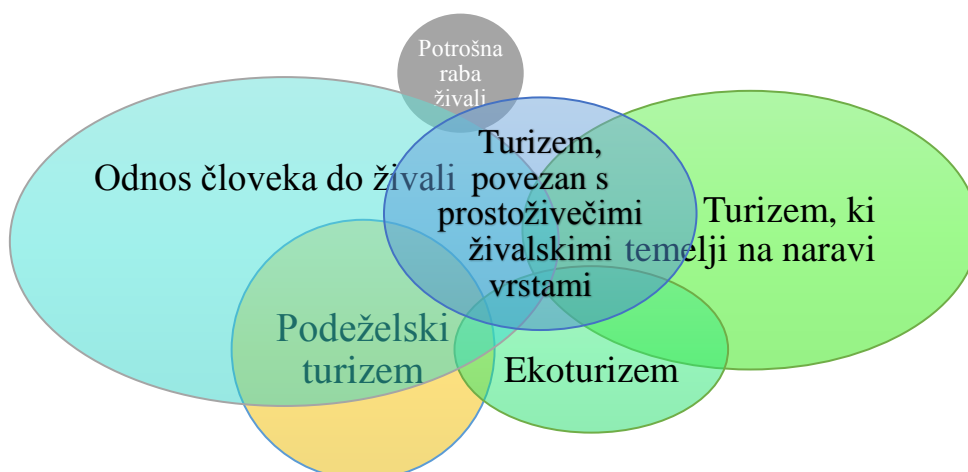 Potrošna
raba
živali
Odnos človeka do živali
Turizem,
povezan s
prostoživečimi
živalskimi
vrstami
Turizem, ki
temelji na naravi
Podeželski
turizem
Ekoturizem